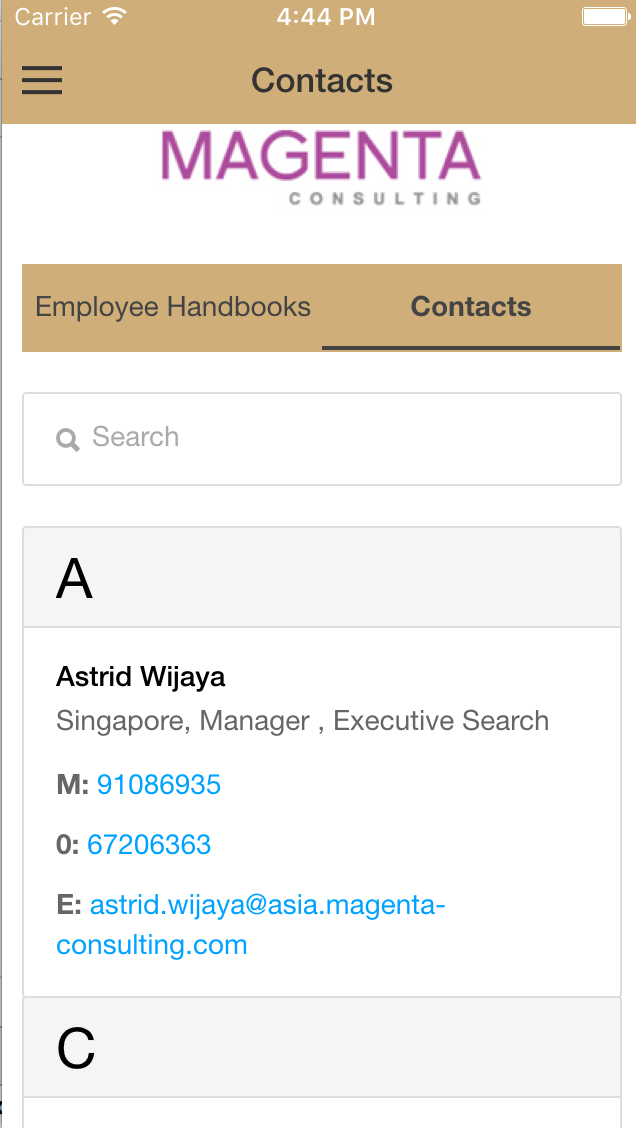 Carrier 4:44 PM
Contacts
MAGENTA
CONSULTING
Employee Handbooks Contacts
Search
A
Astrid Wijaya
Singapore, Manager , Executive Search
M: 91086935
0: 67206363
E: astrid.wijaya@asia.magenta-
consulting.com
C